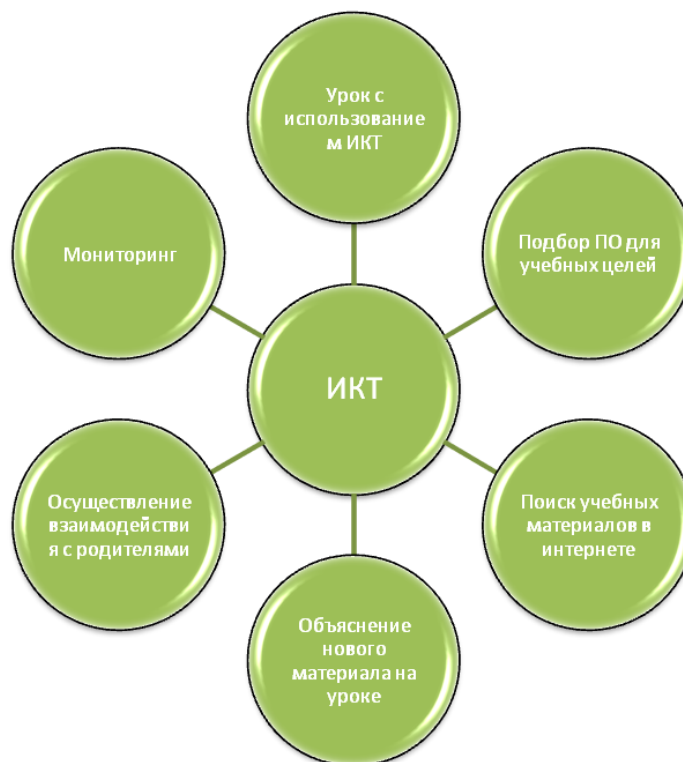 Урок с
использование
м ИКТ
Подбор ПО для
учебных целей
Поиск учебных
материалов в
интернете
Объяснение
нового
материала на
уроке
Осуществление
взаимодействи
я с родителями
Мониторинг
ИКТ